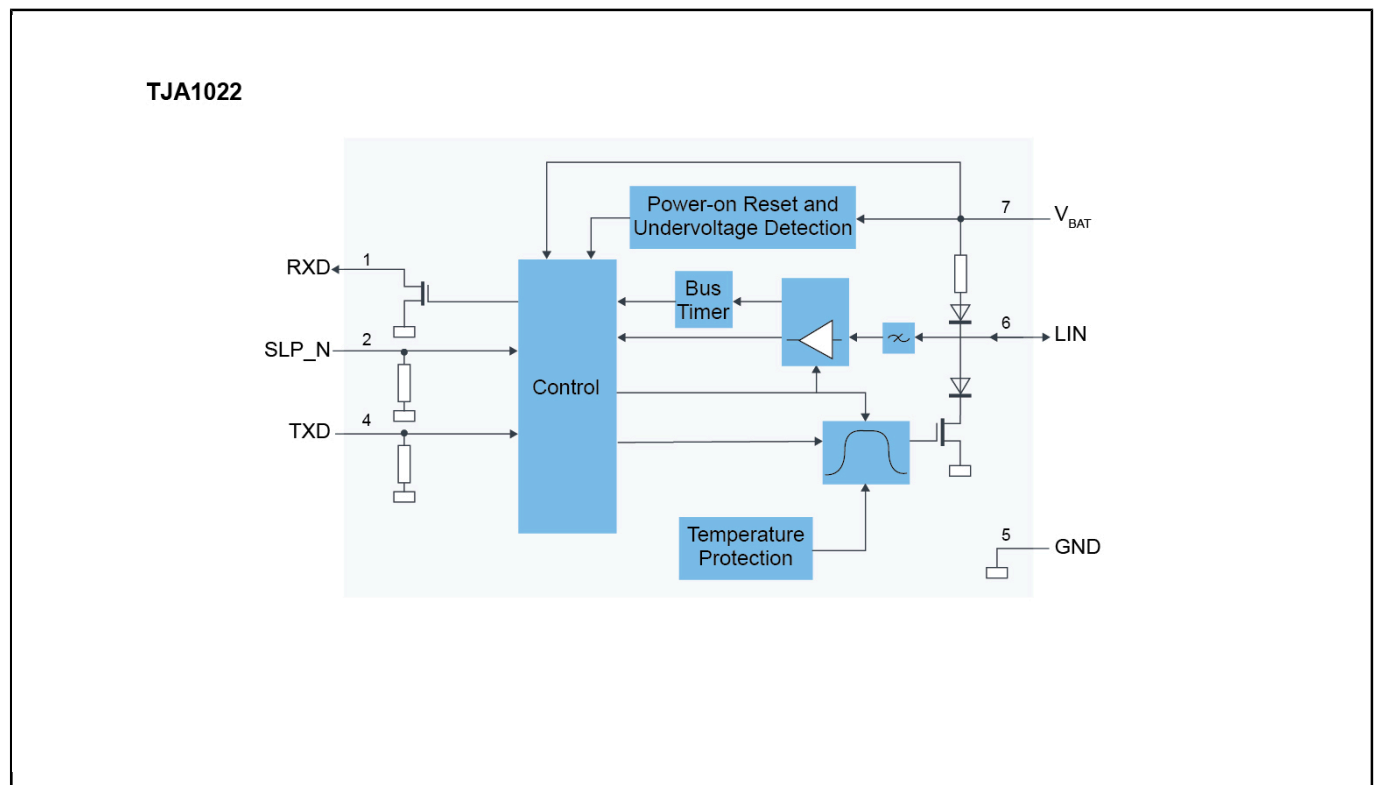 TJA1022
Power-on Reset and
Undervoltage Detection
7
V_BAT
RXD
1
Bus
Timer
6
LIN
SLP_N
2
Control
TXD
4
Temperature
Protection
5
GND